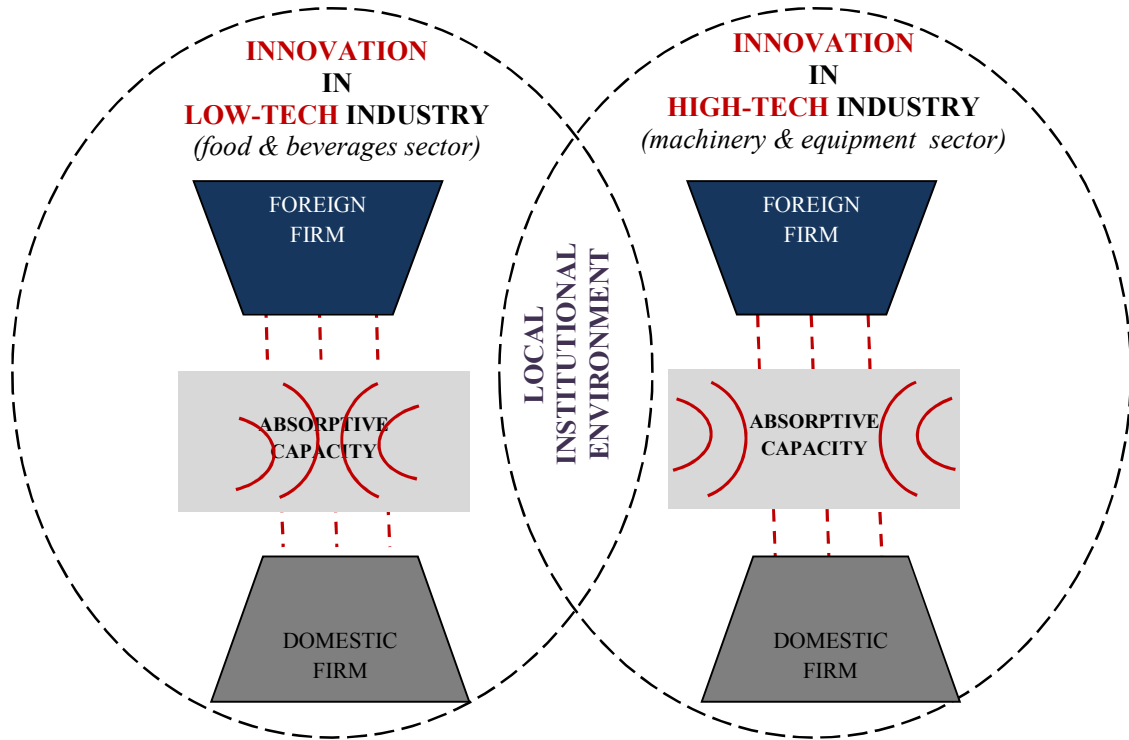 INNOVATION
IN
LOW-TECH INDUSTRY
(food & beverages sector)
FOREIGN
FIRM
ABSORPTIVE
CAPACITY
DOMESTIC
FIRM
LOCAL
INSTITUTIONAL
ENVIRONMENT
INNOVATION
IN
HIGH-TECH INDUSTRY
(machinery & equipment sector)
FOREIGN
FIRM
ABSORPTIVE
CAPACITY
DOMESTIC
FIRM